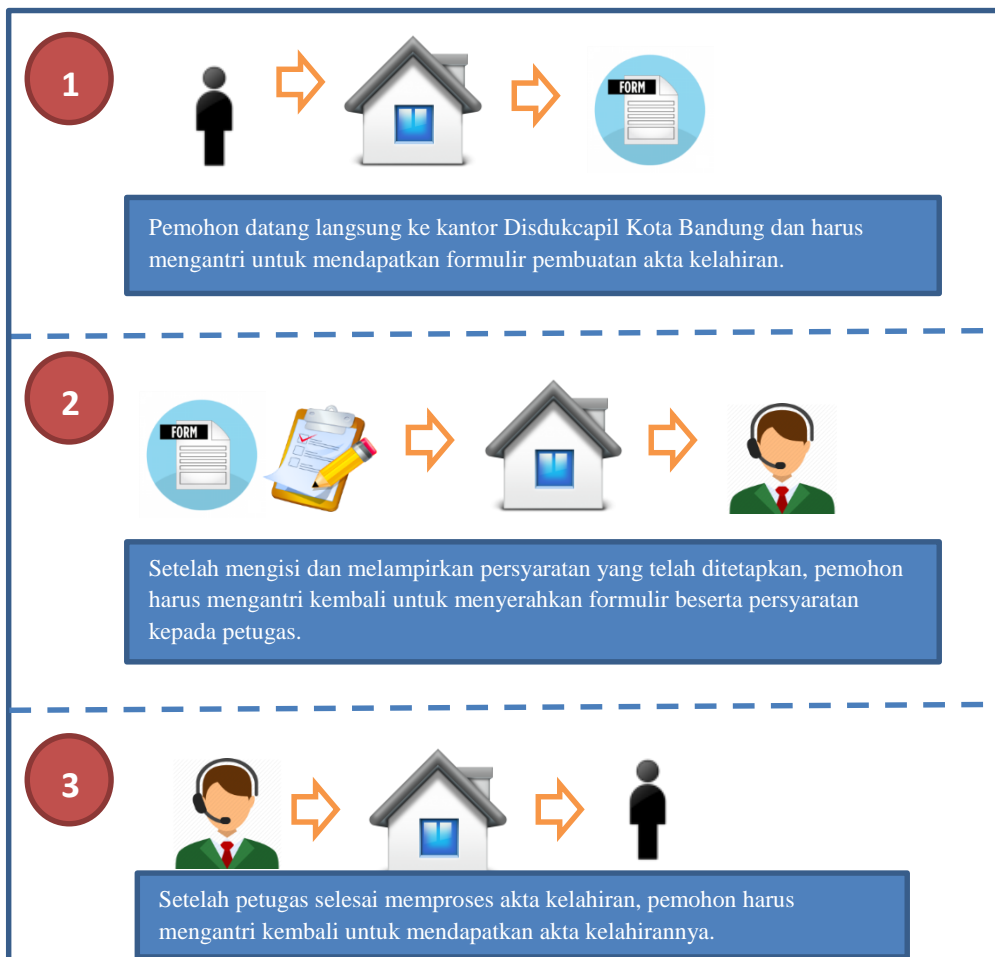 1
FORM
Pemohon datang langsung ke kantor Disdukcapil Kota Bandung dan harus
mengantri untuk mendapatkan formulir pembuatan akta kelahiran.
2
FORM
Setelah mengisi dan melampirkan persyaratan yang telah ditetapkan, pemohon
harus mengantri kembali untuk menyerahkan formulir beserta persyaratan
kepada petugas.
3
Setelah petugas selesai memproses akta kelahiran, pemohon harus
mengantri kembali untuk mendapatkan akta kelahirannya.